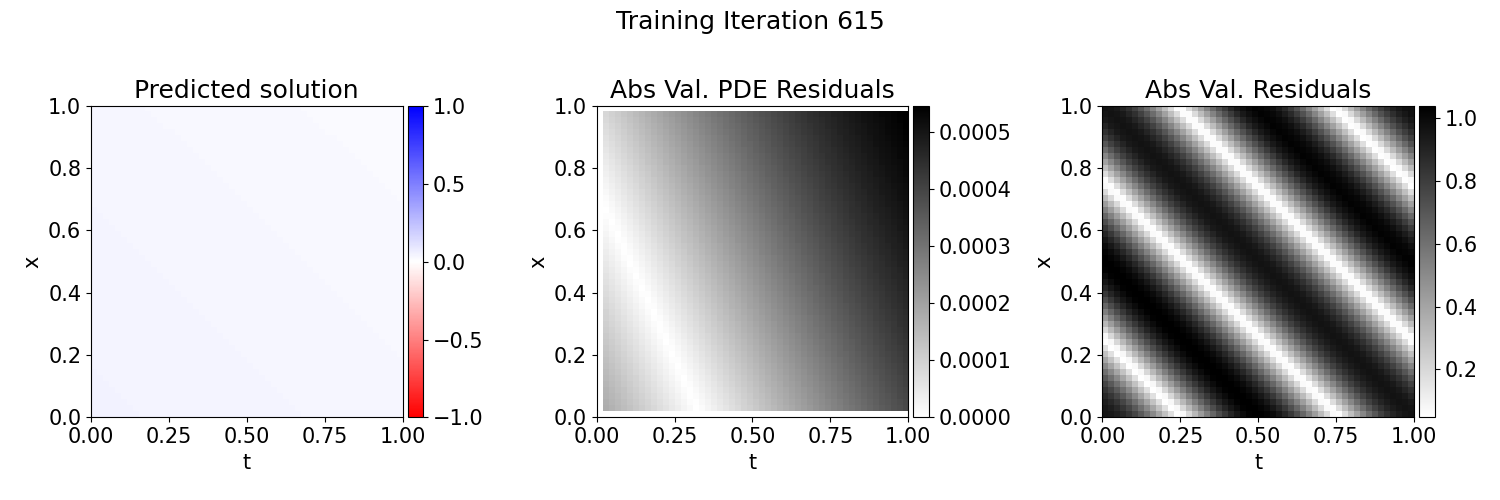 Training Iteration 615
Predicted solution
1.0
0.8
0.6
0.4
0.2
0.0
x
0.00 0.25 0.50 0.75 1.00
t
1.0
0.5
0.0
−0.5
−1.0
Abs Val. PDE Residuals
1.0
0.8
0.6
0.4
0.2
0.0
x
0.00 0.25 0.50 0.75 1.00
t
0.0005
0.0004
0.0003
0.0002
0.0001
0.0000
Abs Val. Residuals
1.0
0.8
0.6
0.4
0.2
0.0
x
0.00 0.25 0.50 0.75 1.00
t
1.0
0.8
0.6
0.4
0.2